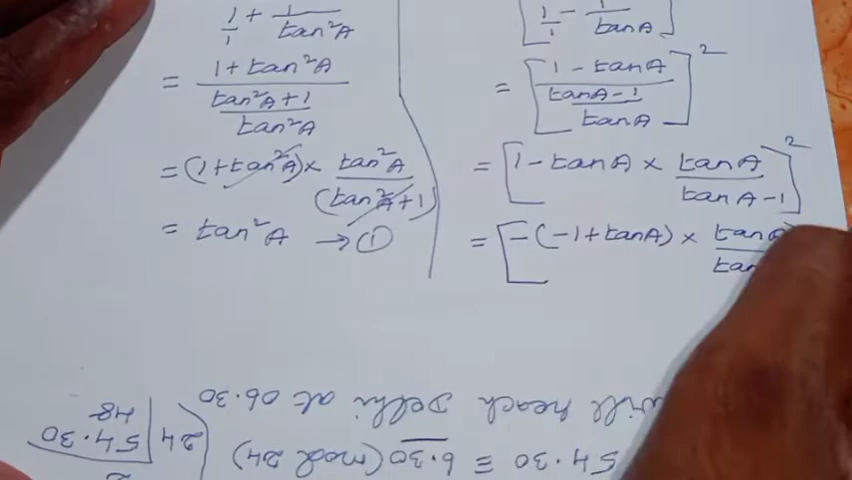 1/1 + 1/tan²A
= (1 + tan²A) / ((tan²A + 1)/tan²A)
= (1 + tan²A) × tan²A/(tan²A + 1)
= tan²A → ①
[1/1 - 1/tanA]
= [(1 - tanA) / ((tanA - 1)/tanA)]²
= [1 - tanA × tanA/(tanA - 1)]²
= [-(-1 + tanA) × tanA/tan
will reach Delhi at 06.30
54.30 ≡ 6.30 (mod 24)
24 | 54.30
48